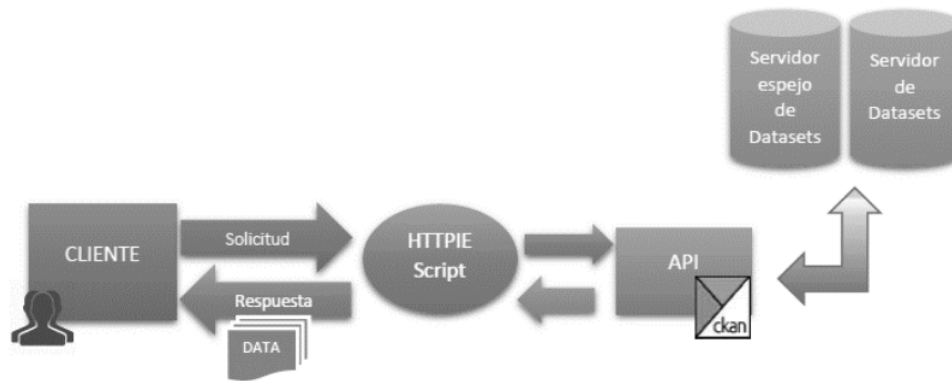 Servidor
espejo
de
Datasets
Servidor
de
Datasets
CLIENTE
Solicitud
Respuesta
DATA
HTTPIE
Script
API
ckan